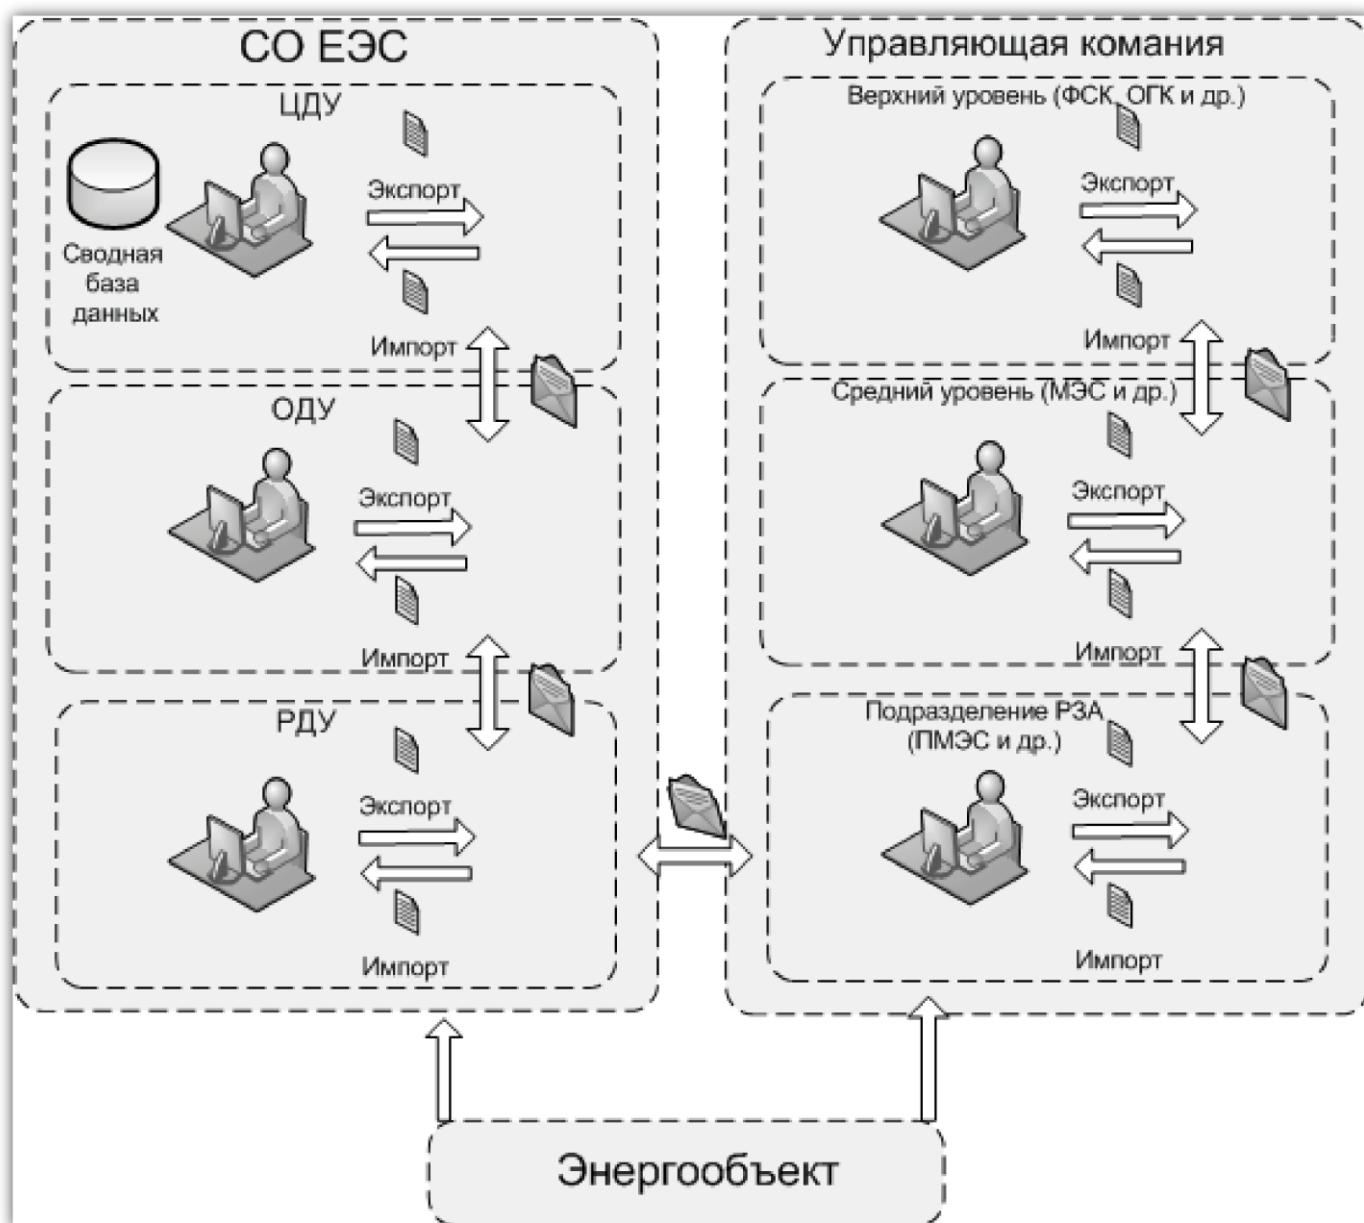 СО ЕЭС
ЦДУ
Экспорт
Сводная
база
данных
Импорт
ОДУ
Экспорт
Импорт
РДУ
Экспорт
Импорт
Управляющая комания
Верхний уровень (ФСК, ОГК и др.)
Экспорт
Импорт
Средний уровень (МЭС и др.)
Экспорт
Импорт
Подразделение РЗА
(ПМЭС и др.)
Экспорт
Импорт
Энергообъект